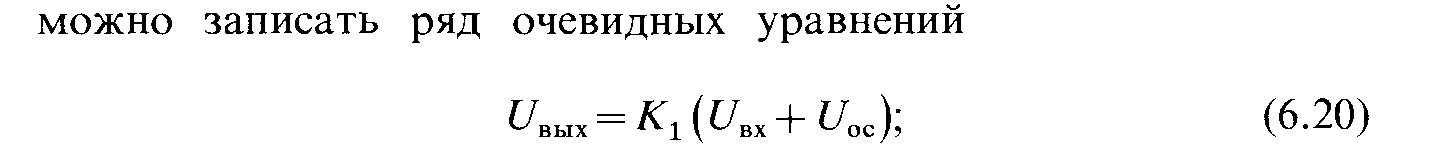 можно записать ряд очевидных уравнений
U_вых = K_1 (U_вх + U_ос); (6.20)